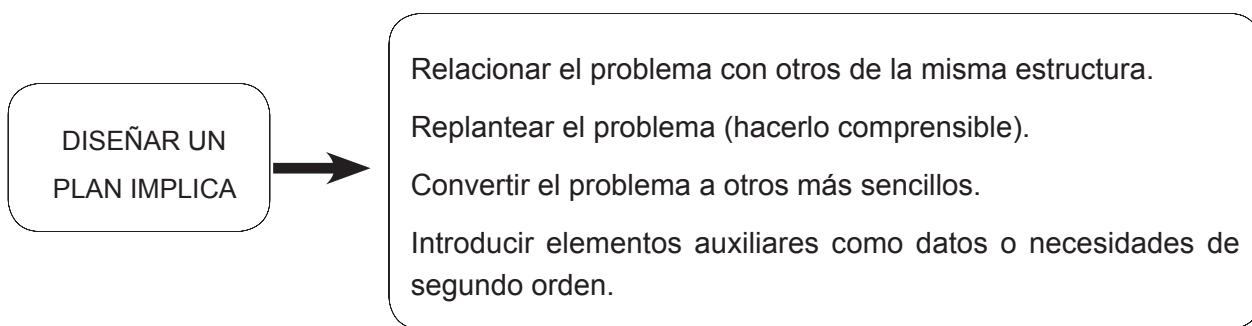 DISEÑAR UN
PLAN IMPLICA
Relacionar el problema con otros de la misma estructura.
Replantear el problema (hacerlo comprensible).
Convertir el problema a otros más sencillos.
Introducir elementos auxiliares como datos o necesidades de
segundo orden.